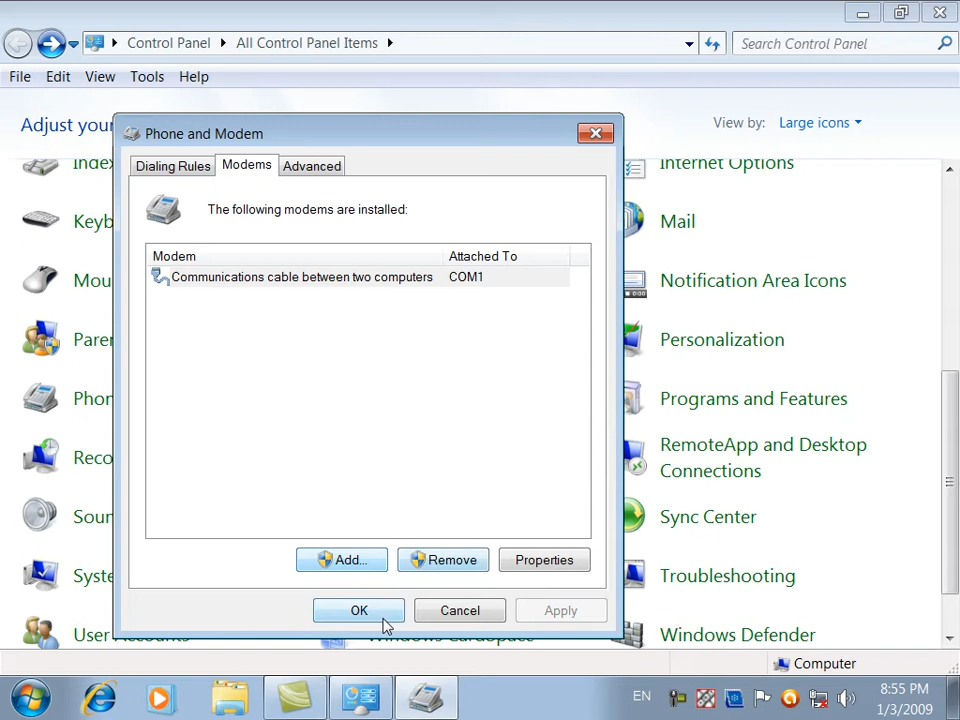 Control Panel
All Control Panel Items
Search Control Panel
File
Edit
View
Tools
Help
Adjust your
View by:
Large icons
Phone and Modem
Dialing Rules
Modems
Advanced
The following modems are installed:
Modem
Attached To
Communications cable between two computers
COM1
Add...
Remove
Properties
OK
Cancel
Apply
Index
Keyb
Mou
Paren
Phon
Reco
Soun
Syste
User Accounts
Windows CardSpace
Internet Options
Mail
Notification Area Icons
Personalization
Programs and Features
RemoteApp and Desktop
Connections
Sync Center
Troubleshooting
Windows Defender
Computer
EN
8:55 PM
1/3/2009